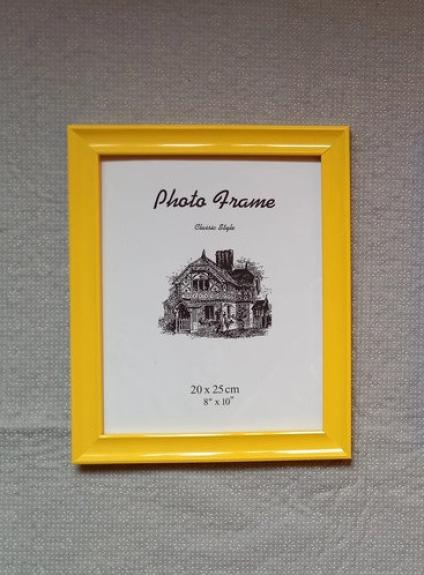 Photo Frame
Classic Style
20 x 25 cm
8" x 10"